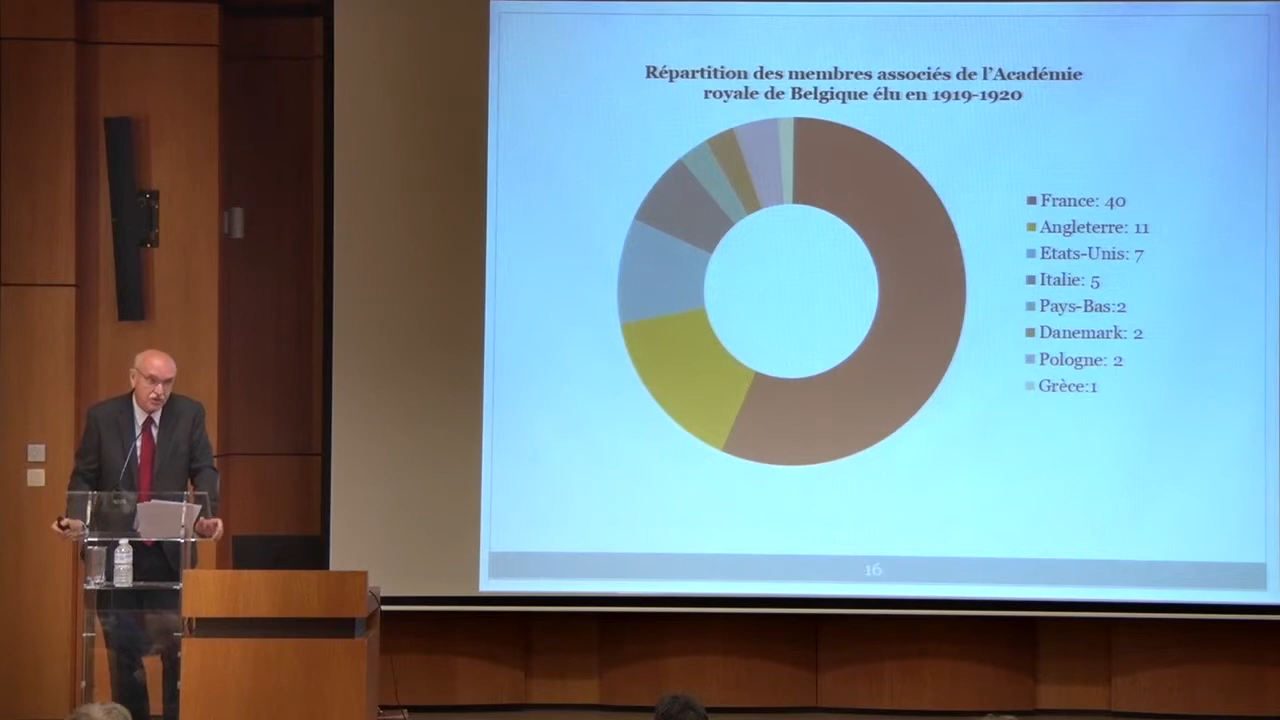 Répartition des membres associés de l'Académie
royale de Belgique élu en 1919-1920
France: 40
Angleterre: 11
Etats-Unis: 7
Italie: 5
Pays-Bas:2
Danemark: 2
Pologne: 2
Grèce:1
16